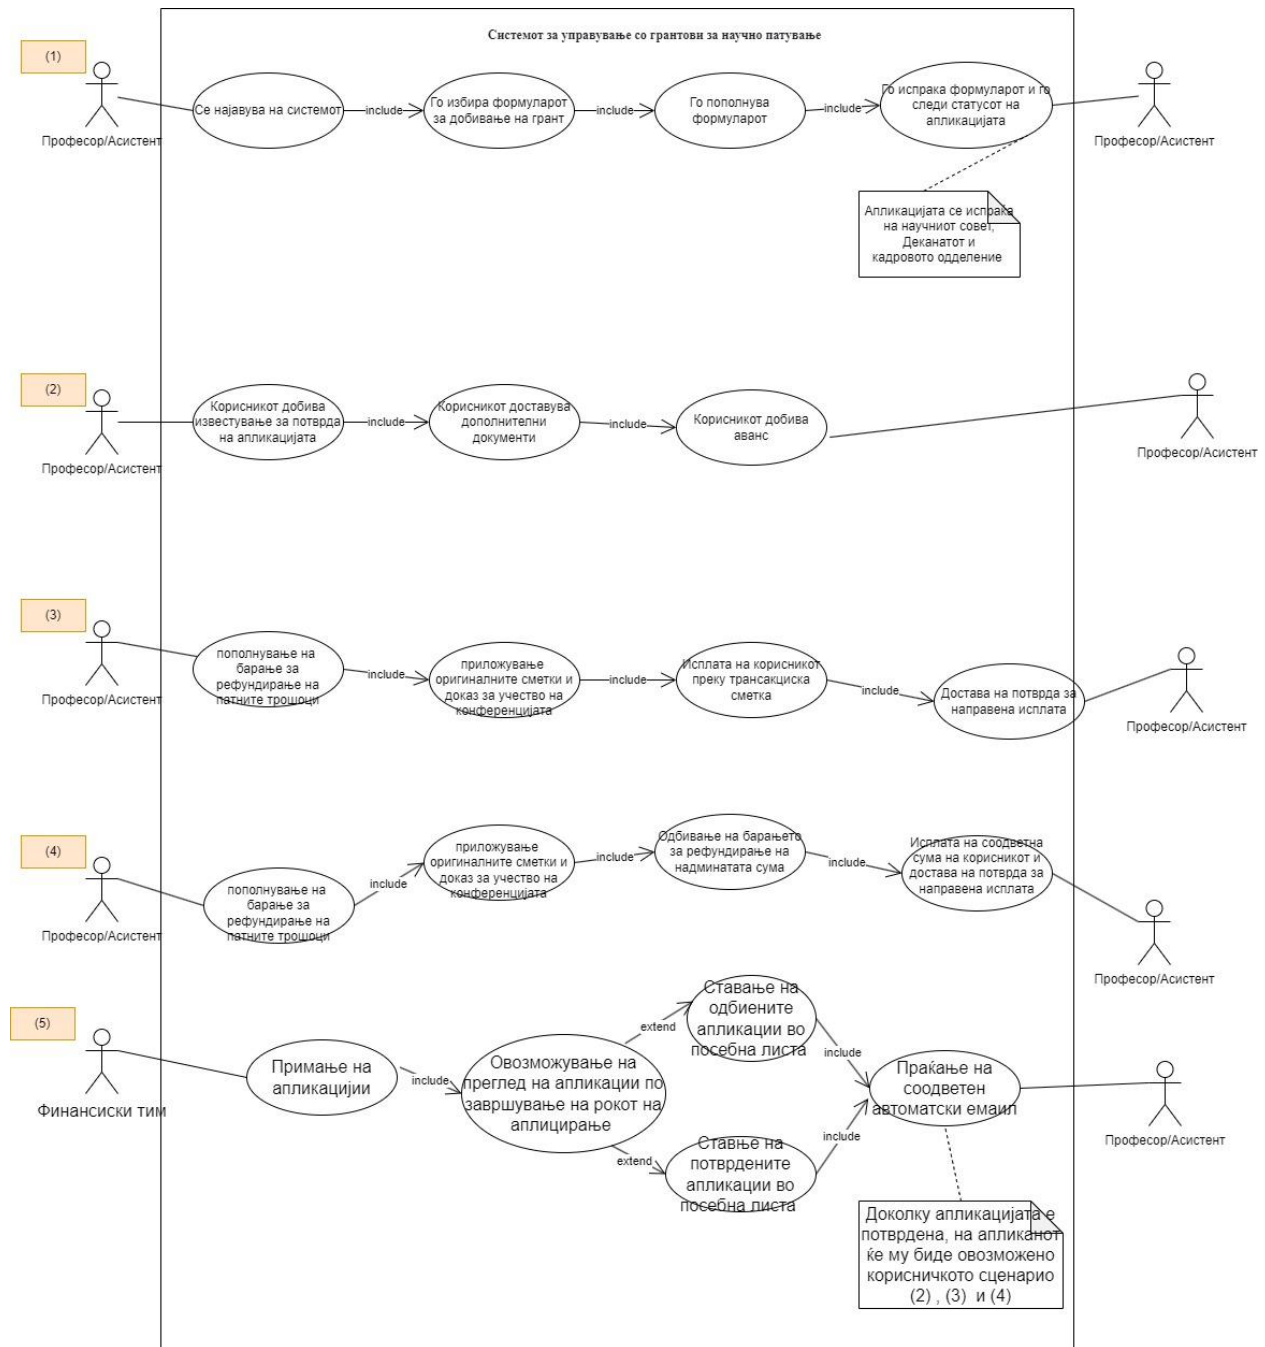 Системот за управување со грантови за научно патување
(1)
Професор/Асистент
Се најавува на системот
include
Го избира формуларот
за добивање на грант
include
Го пополнува
формуларот
include
Го испрака формуларот и го
следи статусот на
апликацијата
Професор/Асистент
Апликацијата се испраќа
на научниот совет,
Деканатот и
кадровото одделение
(2)
Професор/Асистент
Корисникот добива
известување за потврда
на апликацијата
include
Корисникот доставува
дополнителни
документи
include
Корисникот добива
аванс
Професор/Асистент
(3)
Професор/Асистент
пополнување на
барање за
рефундирање на
патните трошоци
include
приложување
оригиналните сметки и
доказ за учество на
конференцијата
include
Исплата на корисникот
преку трансакциска
сметка
include
Достава на потврда за
направена исплата
Професор/Асистент
(4)
Професор/Асистент
пополнување на
барање за
рефундирање на
патните трошоци
include
приложување
оригиналните сметки и
доказ за учество на
конференцијата
include
Одбивање на барањето
за рефундирање на
надминатата сума
include
Исплата на соодветна
сума на корисникот и
достава на потврда за
направена исплата
Професор/Асистент
(5)
Финансиски тим
Примање на
апликацијии
include
Овозможување на
преглед на апликации по
завршување на рокот на
аплицирање
extend
Ставање на
одбиените
апликации во
посебна листа
include
extend
Ставње на
потврдените
апликации во
посебна листа
include
Праќање на
соодветен
автоматски емаил
Професор/Асистент
Доколку апликацијата е
потврдена, на апликанот
ќе му биде овозможено
корисничкото сценарио
(2) , (3) и (4)